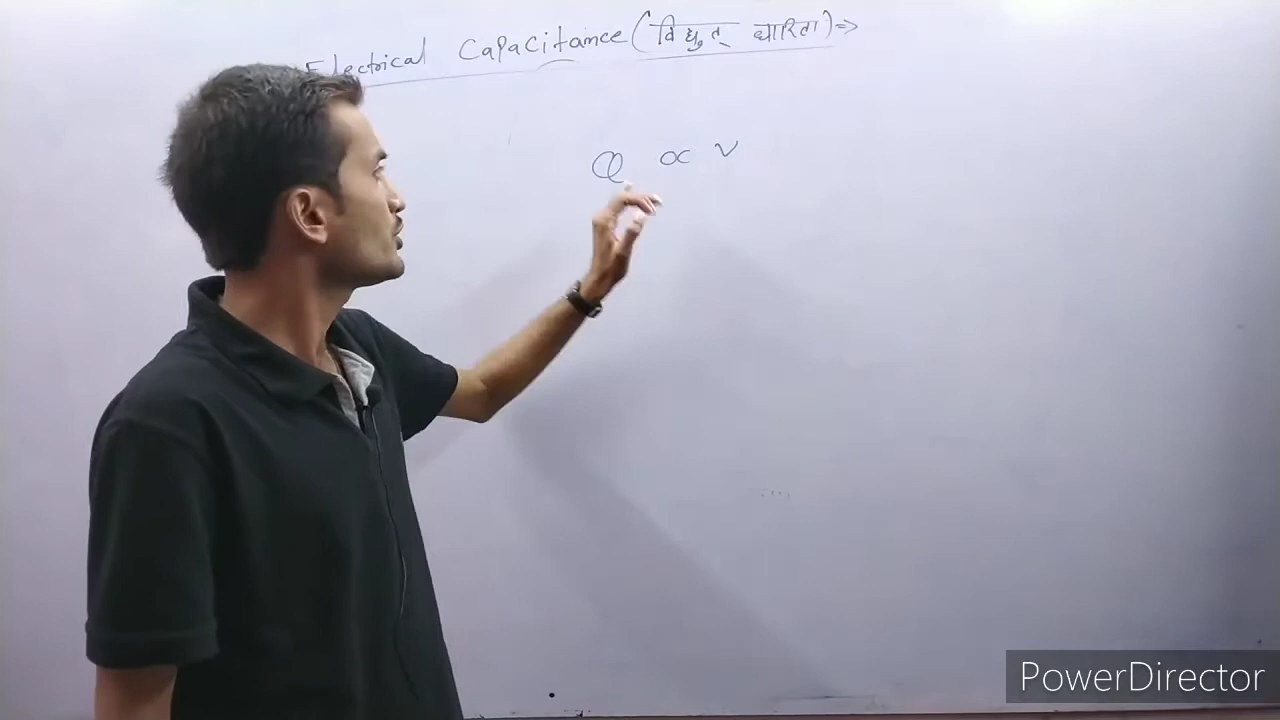 Electrical Capacitance (विद्युत् धारिता) ⇒
Q ∝ V
PowerDirector